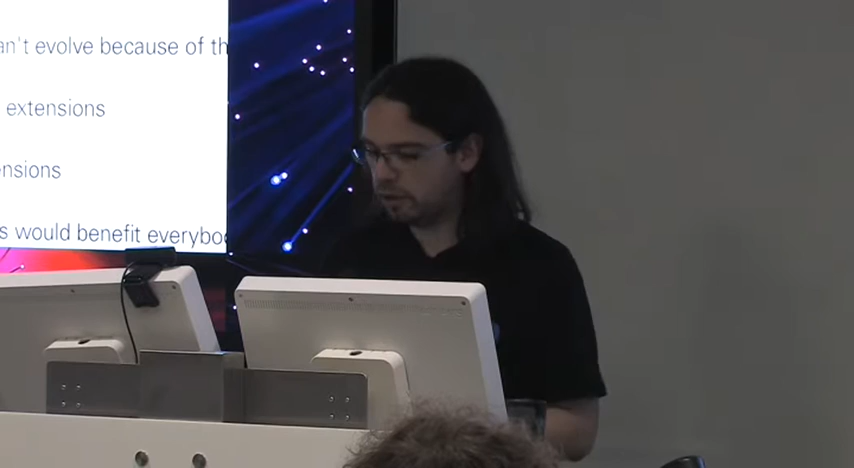 an't evolve because of th
extensions
ensions
s would benefit everybo